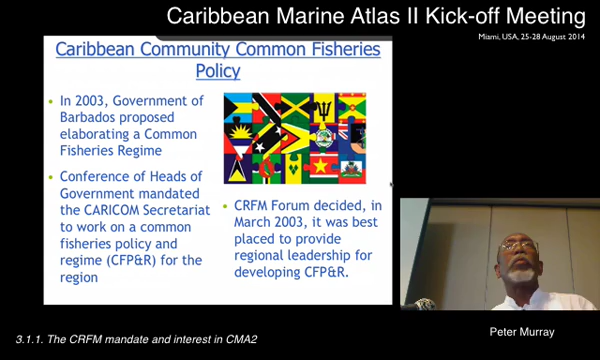 Caribbean Marine Atlas II Kick-off Meeting
Miami, USA, 25-28 August 2014
Caribbean Community Common Fisheries
Policy
• In 2003, Government of
Barbados proposed
elaborating a Common
Fisheries Regime
• Conference of Heads of
Government mandated
the CARICOM Secretariat
to work on a common
fisheries policy and
regime (CFP&R) for the
region
• CRFM Forum decided, in
March 2003, it was best
placed to provide
regional leadership for
developing CFP&R.
Peter Murray
3.1.1. The CRFM mandate and interest in CMA2